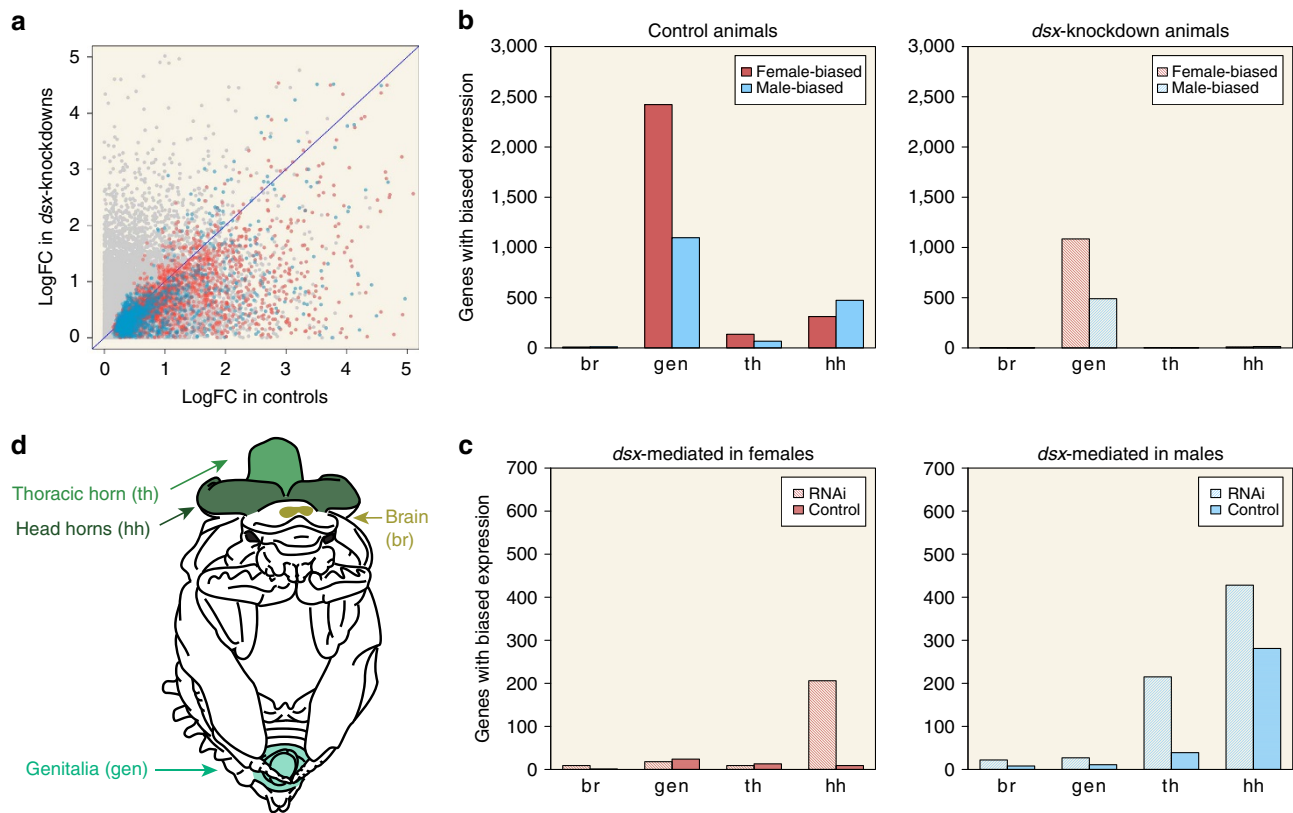 a
LogFC in dsx-knockdowns
5
4
3
2
1
0
0 1 2 3 4 5
LogFC in controls
b
Control animals
Genes with biased expression
3,000
2,500
2,000
1,500
1,000
500
0
Female-biased
Male-biased
br gen th hh
dsx-knockdown animals
3,000
2,500
2,000
1,500
1,000
500
0
Female-biased
Male-biased
br gen th hh
d
Thoracic horn (th)
Head horns (hh)
Brain
(br)
Genitalia (gen)
c
dsx-mediated in females
Genes with biased expression
700
600
500
400
300
200
100
0
RNAi
Control
br gen th hh
dsx-mediated in males
700
600
500
400
300
200
100
0
RNAi
Control
br gen th hh